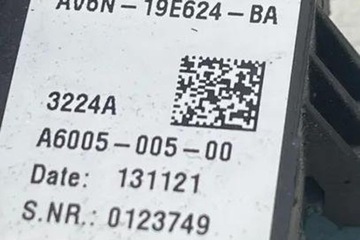 AV6N-19E624-BA
3224A
A6005-005-00
Date: 131121
S.NR.: 0123749